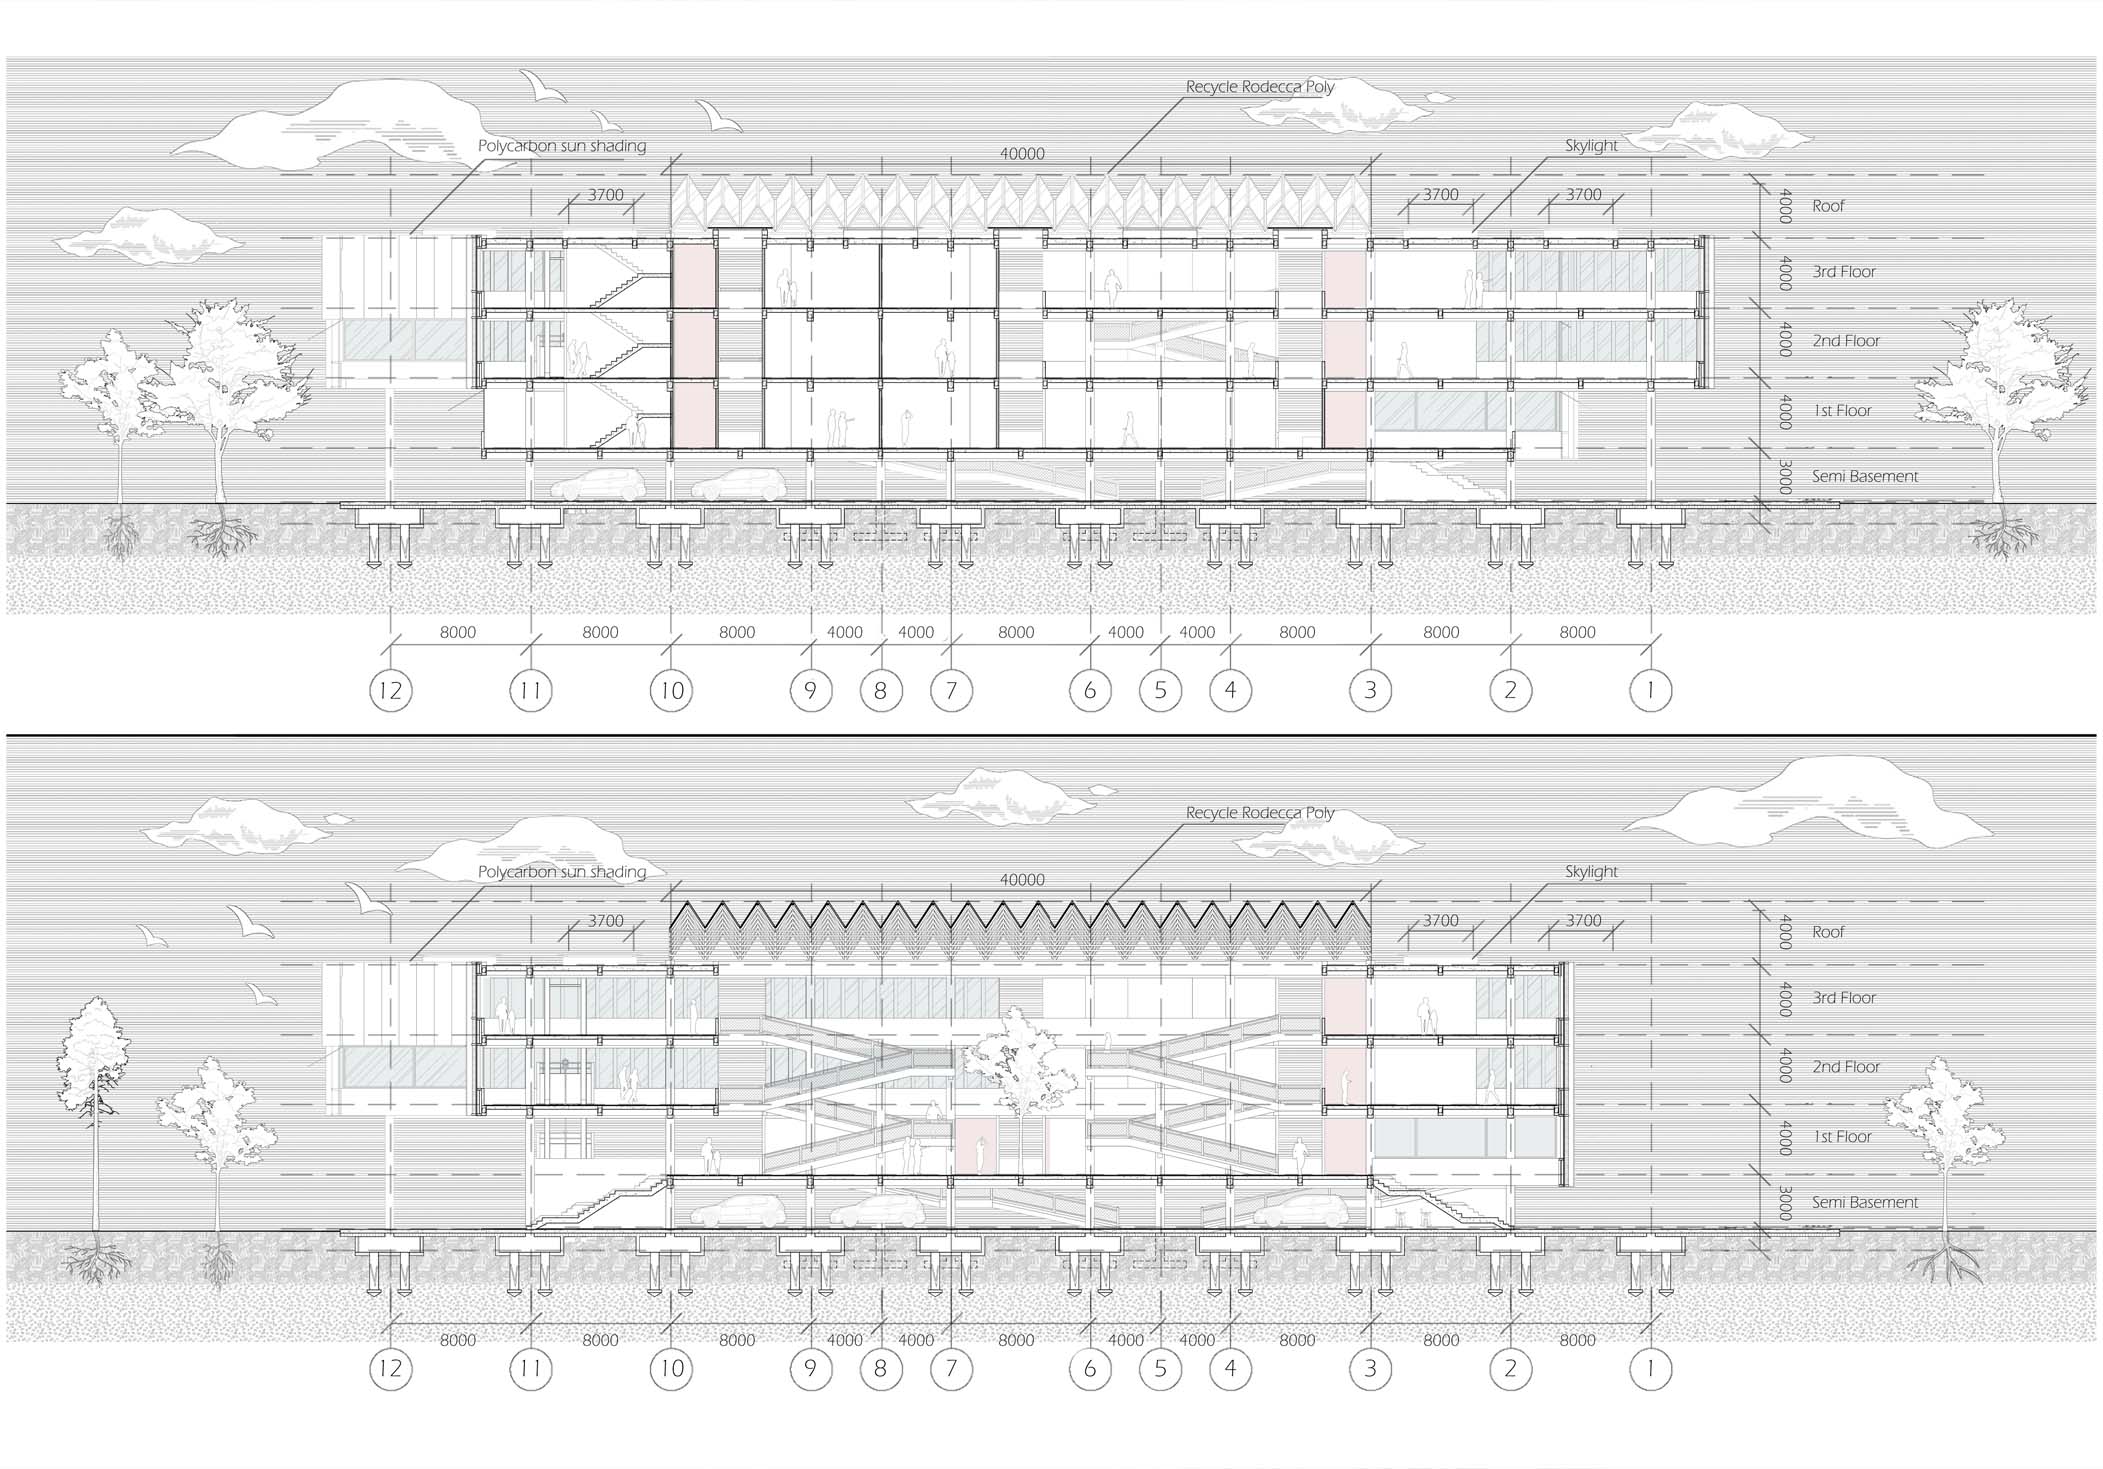 Recycle Rodecca Poly
Polycarbon sun shading
40000
Skylight
3700
3700
3700
4000
Roof
4000
3rd Floor
4000
2nd Floor
4000
1st Floor
3000
Semi Basement
8000 8000 8000 4000 4000 8000 4000 4000 8000 8000 8000
12 11 10 9 8 7 6 5 4 3 2 1
Recycle Rodecca Poly
Polycarbon sun shading
40000
Skylight
3700
3700
3700
4000
Roof
4000
3rd Floor
4000
2nd Floor
4000
1st Floor
3000
Semi Basement
8000 8000 8000 4000 4000 8000 4000 4000 8000 8000 8000
12 11 10 9 8 7 6 5 4 3 2 1